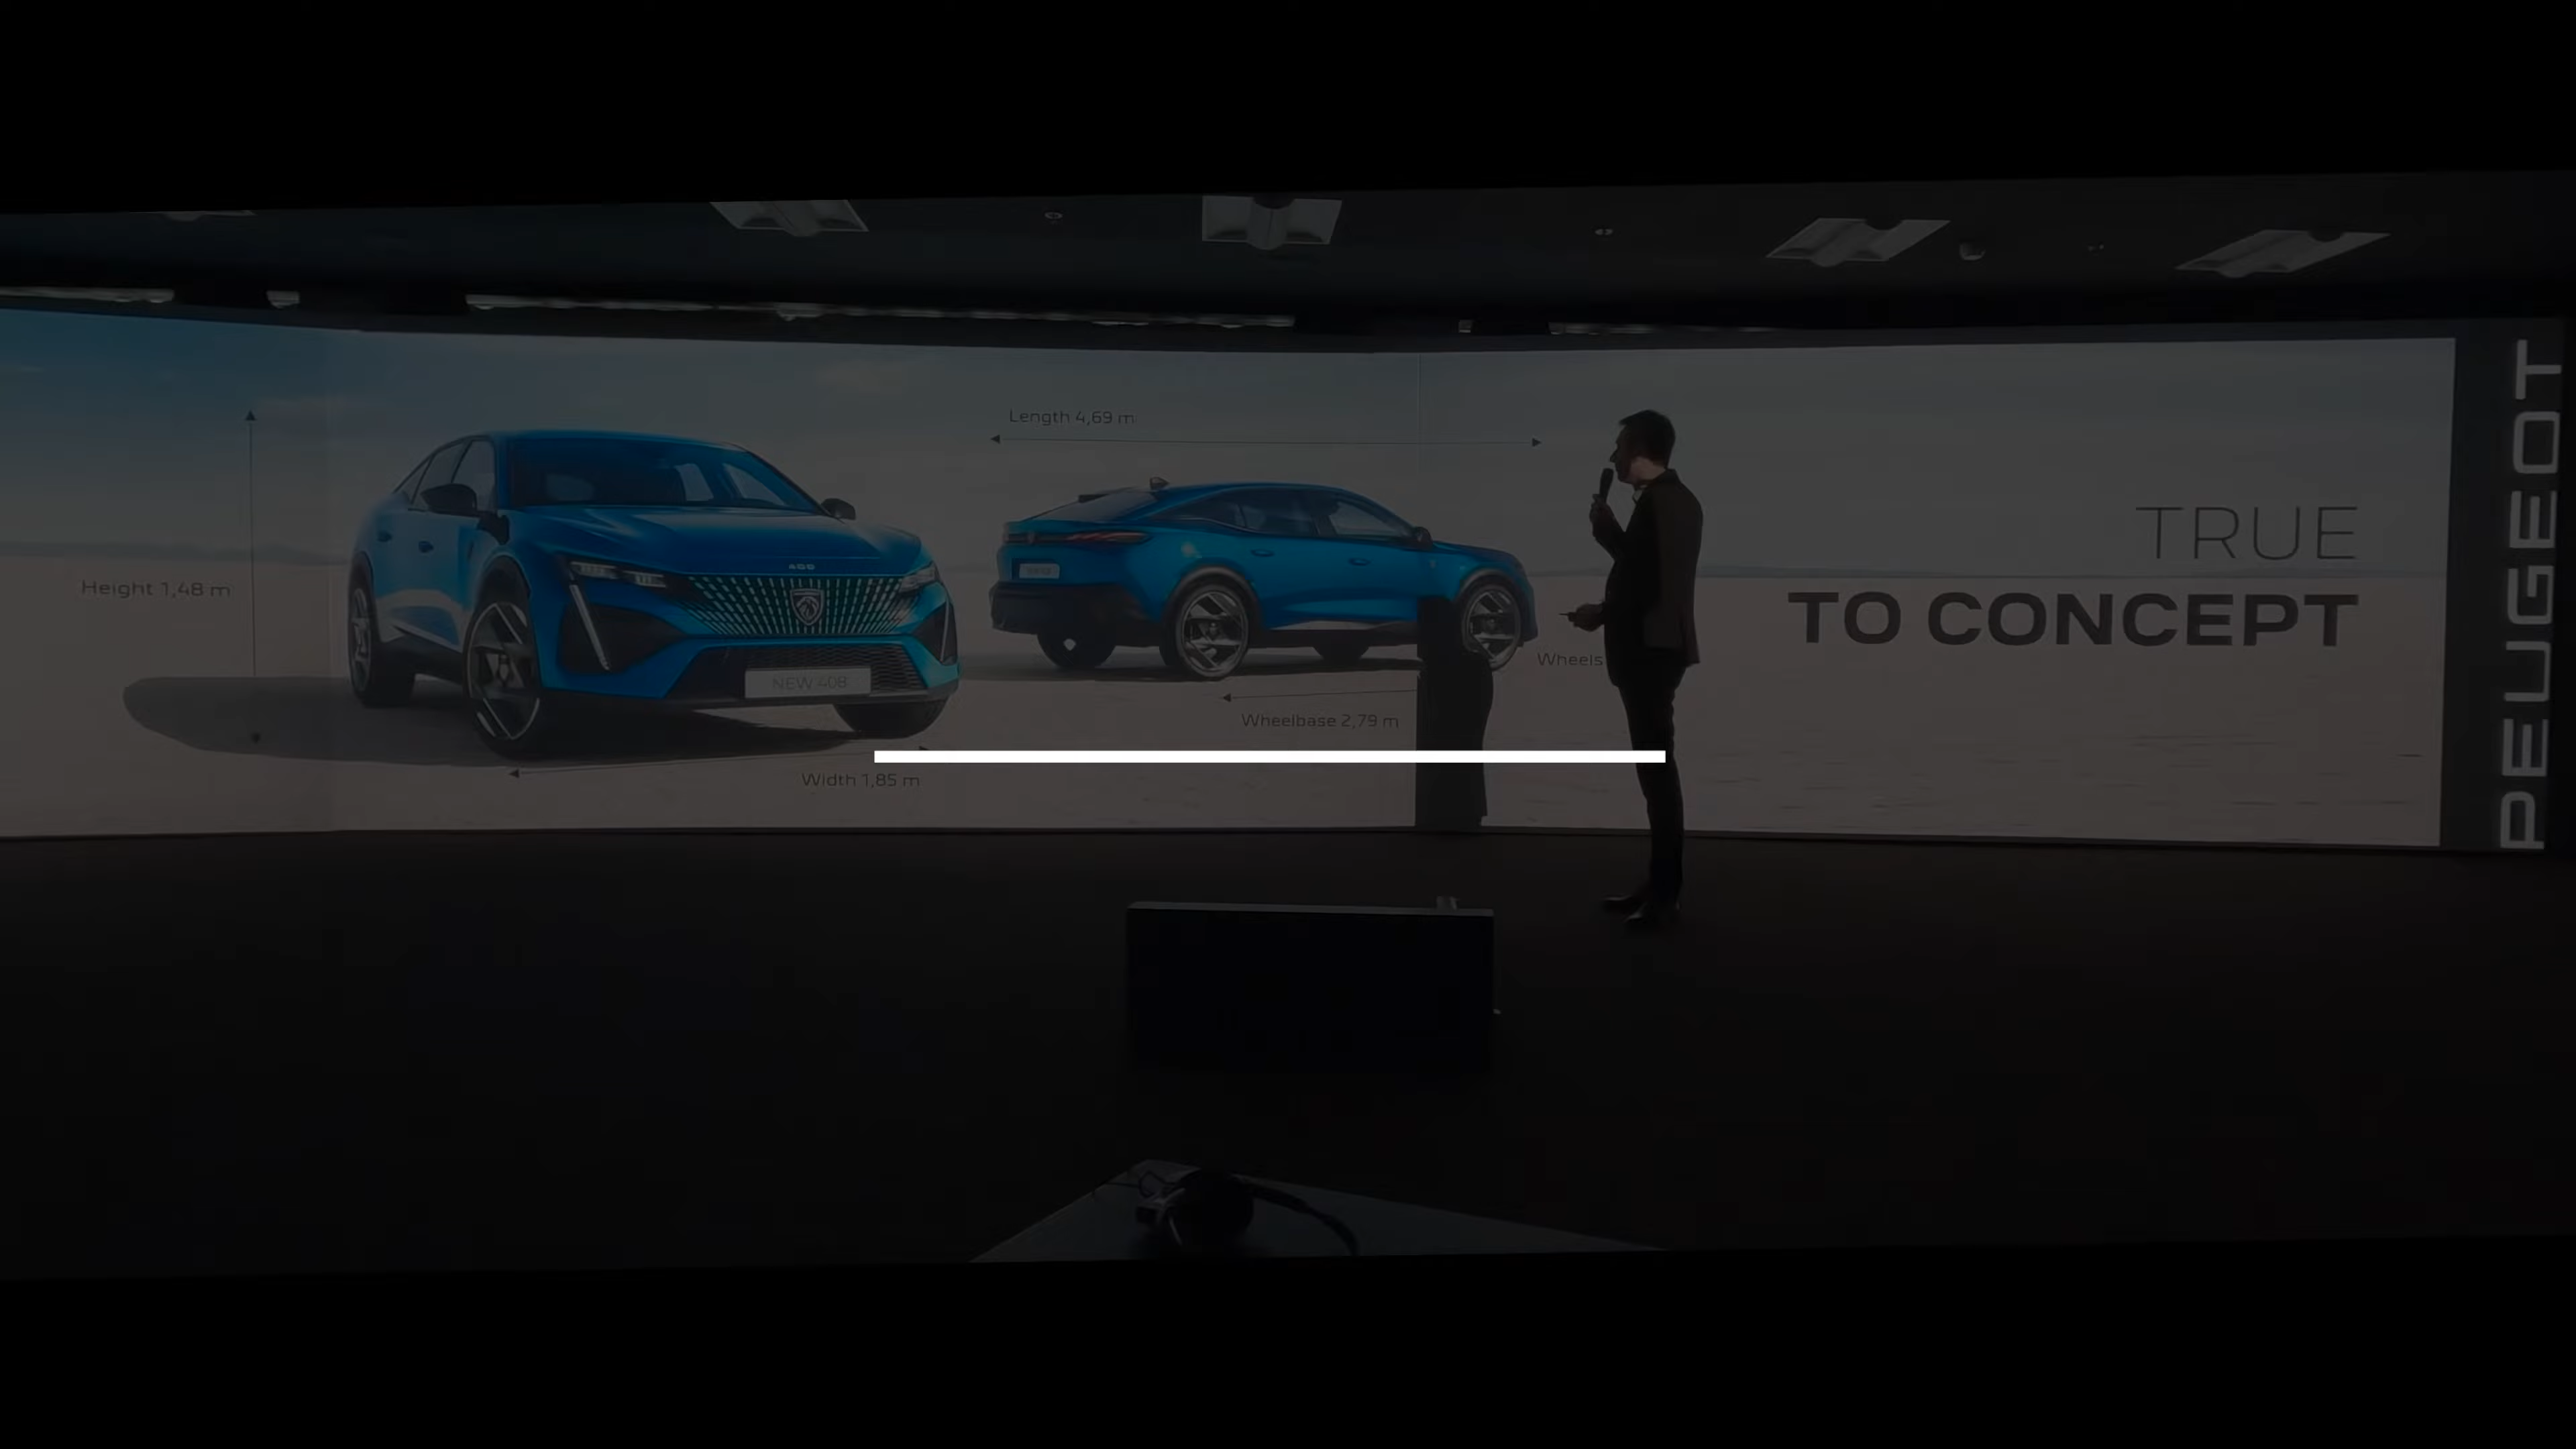 Length 4,69 m
Height 1,48 m
408
NEW 408
TRUE
TO CONCEPT
Wheels
Wheelbase 2,79 m
Width 1,85 m
PEUGEOT